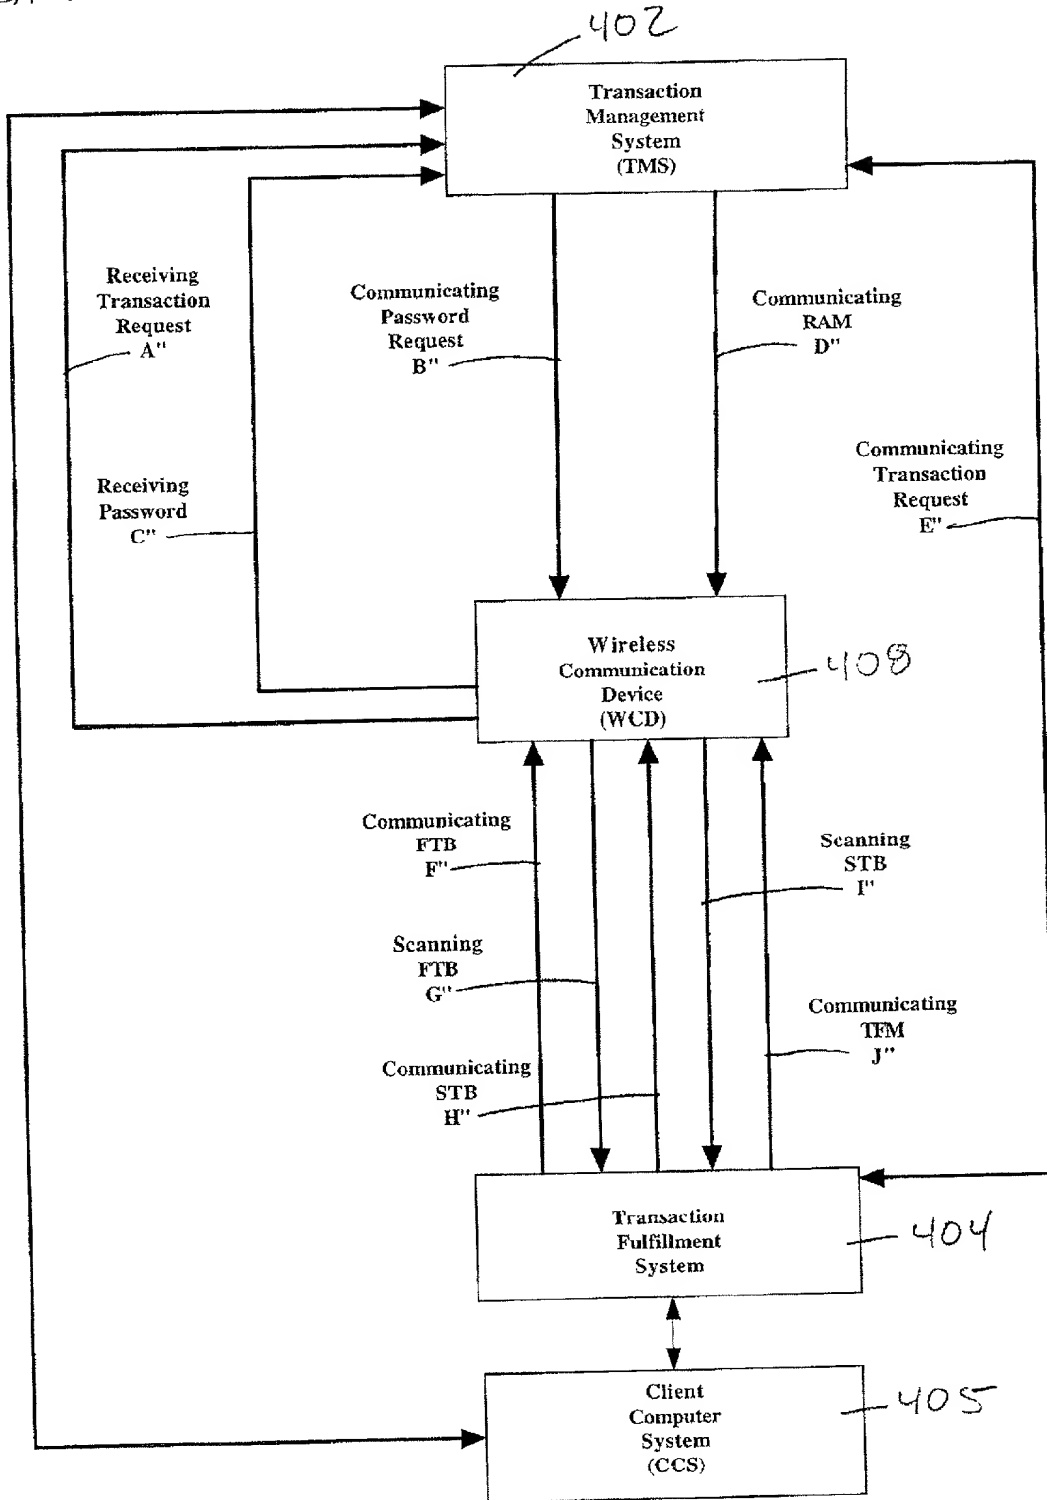 402
Transaction
Management
System
(TMS)
Receiving
Transaction
Request
A"
Communicating
Password
Request
B"
Communicating
RAM
D"
Communicating
Transaction
Request
E"
Receiving
Password
C"
Wireless
Communication
Device
(WCD)
408
Communicating
FTB
F"
Scanning
STB
I"
Scanning
FTB
G"
Communicating
TFM
J"
Communicating
STB
H"
Transaction
Fulfillment
System
404
Client
Computer
System
(CCS)
405